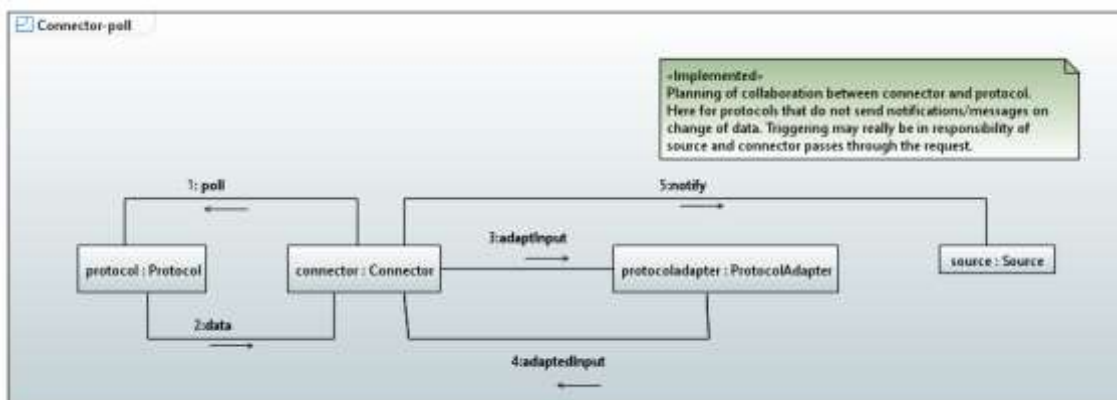 Connector-poll
«Implemented»
Planning of collaboration between connector and protocol.
Here for protocols that do not send notifications/messages on
change of data. Triggering may really be in responsibility of
source and connector passes through the request.
1: poll
5:notify
3:adaptInput
protocol : Protocol
connector : Connector
protocoladapter : ProtocolAdapter
source : Source
2:data
4:adaptedInput